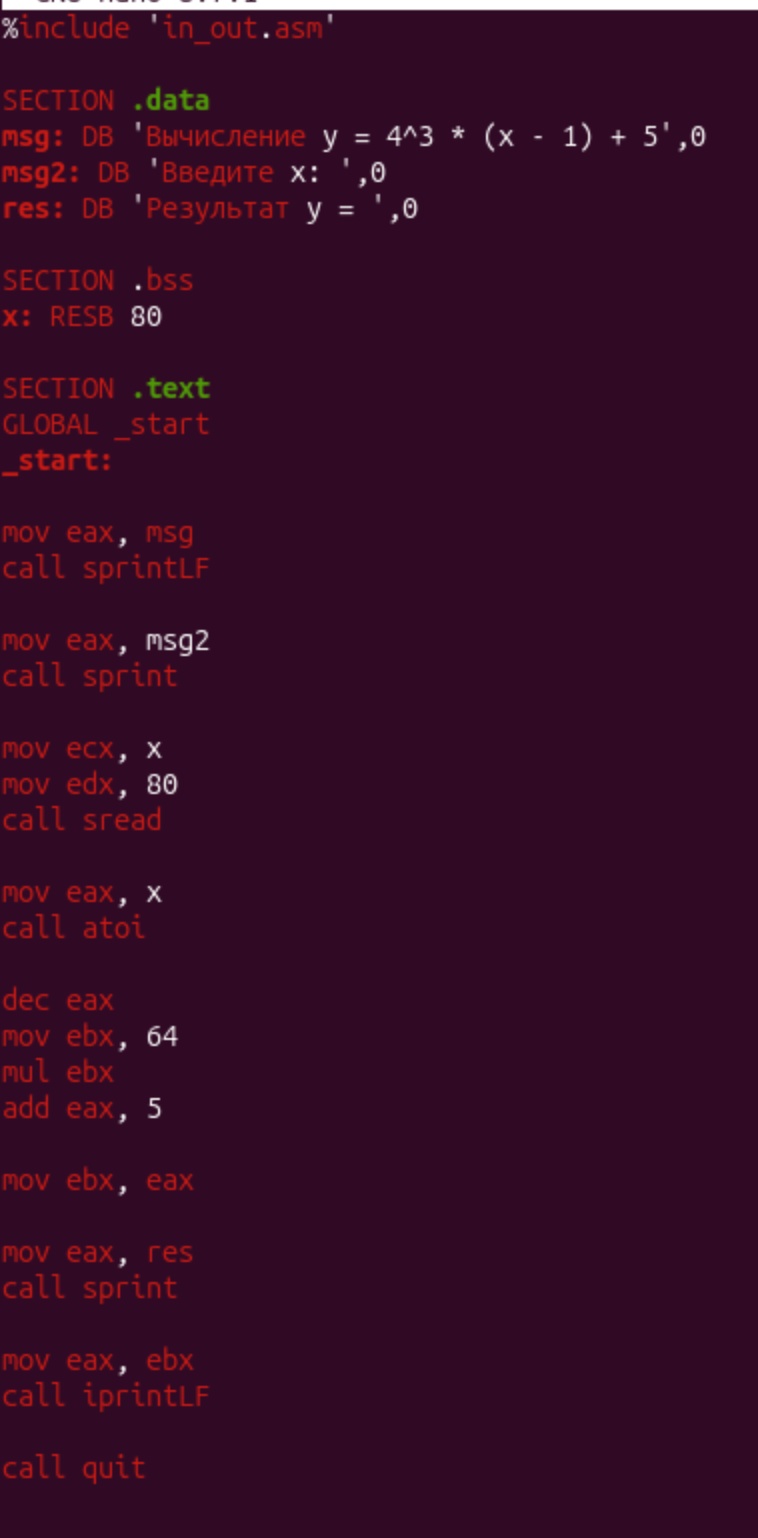 %include 'in_out.asm'
SECTION .data
msg: DB 'Вычисление y = 4^3 * (x - 1) + 5',0
msg2: DB 'Введите x: ',0
res: DB 'Результат y = ',0
SECTION .bss
x: RESB 80
SECTION .text
GLOBAL _start
_start:
mov eax, msg
call sprintLF
mov eax, msg2
call sprint
mov ecx, x
mov edx, 80
call sread
mov eax, x
call atoi
dec eax
mov ebx, 64
mul ebx
add eax, 5
mov ebx, eax
mov eax, res
call sprint
mov eax, ebx
call iprintLF
call quit